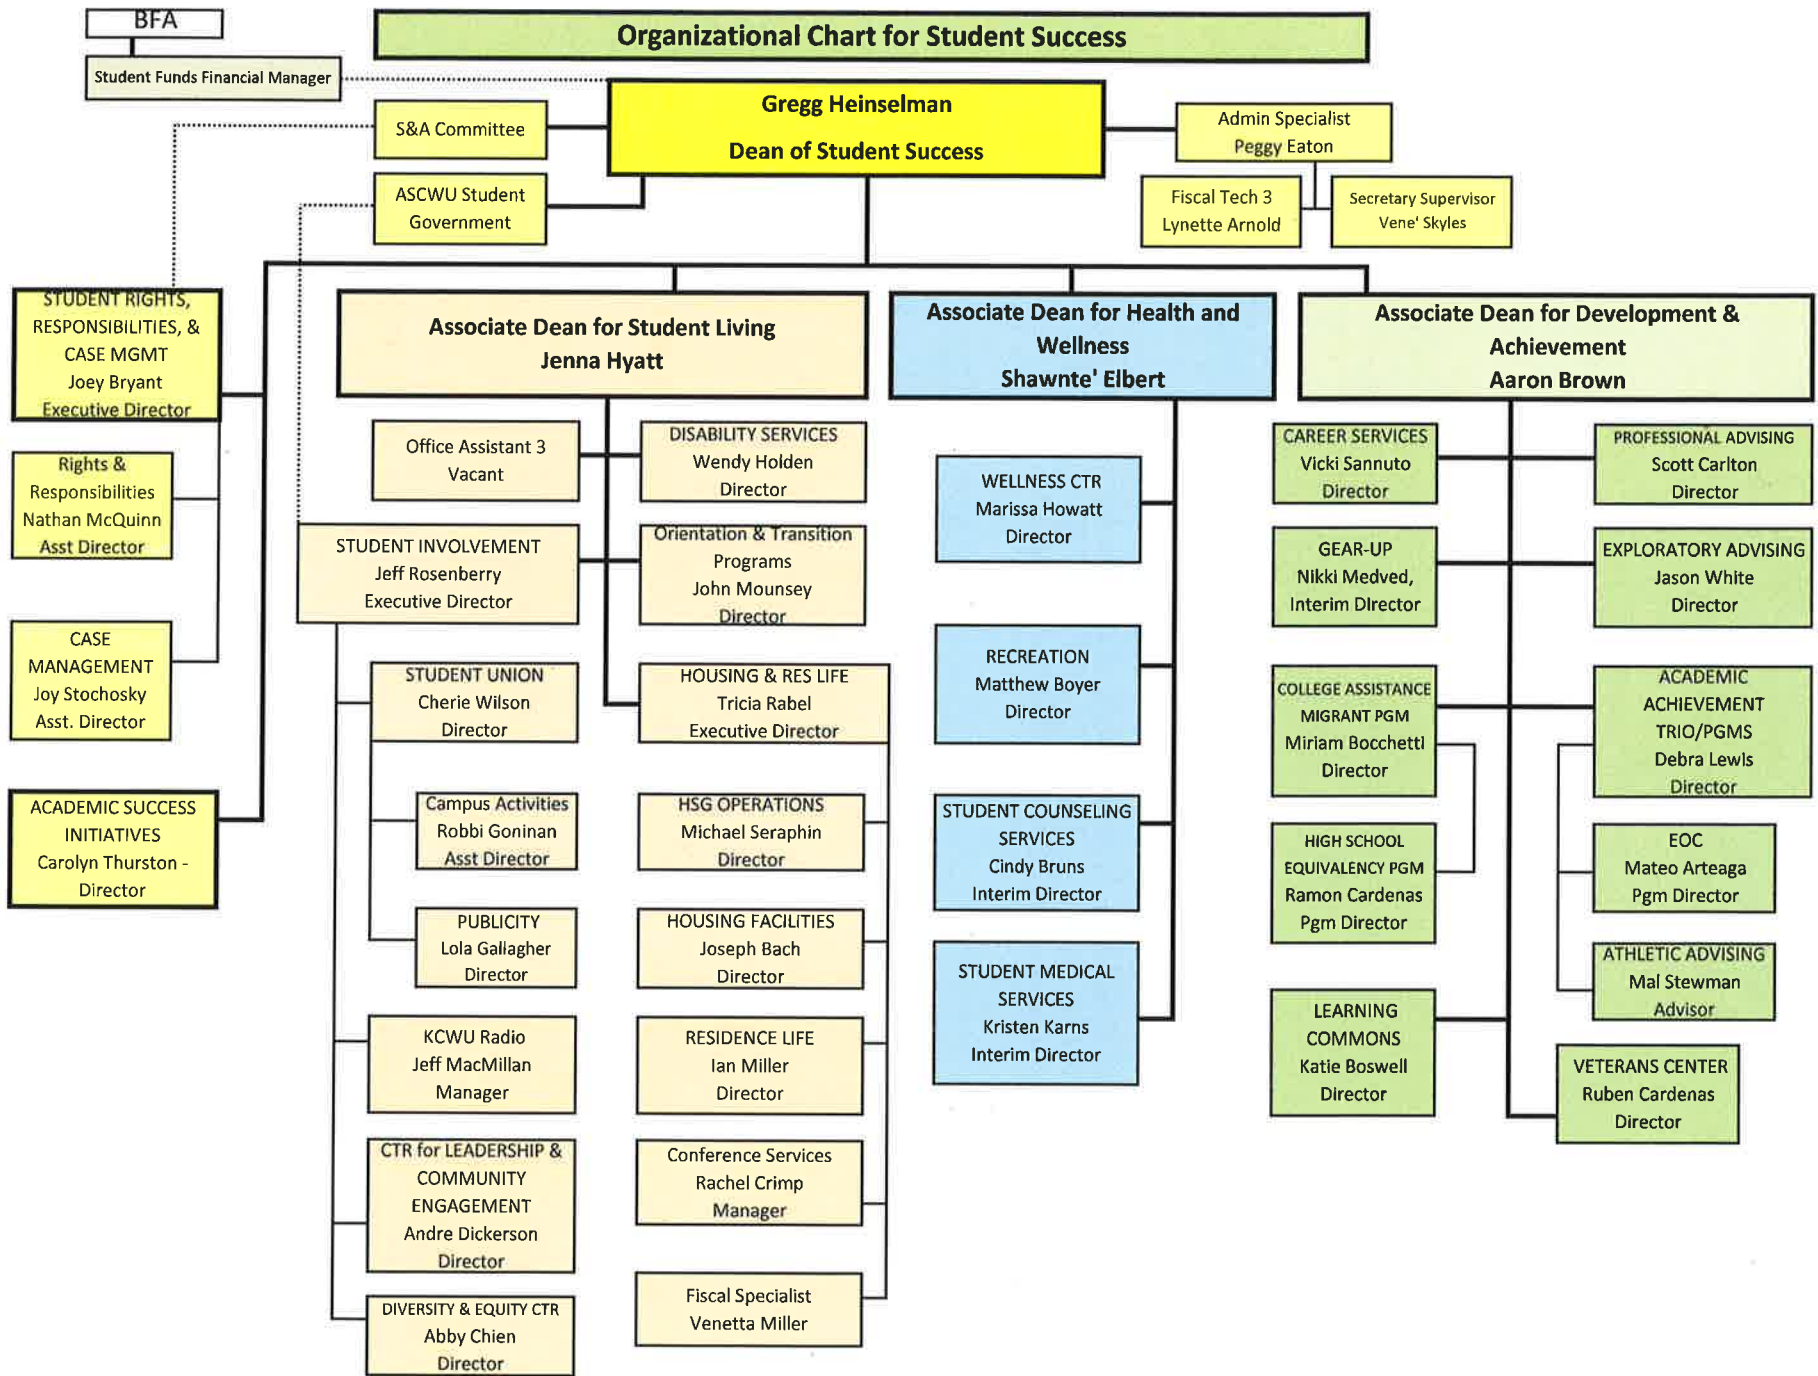 BFA
Organizational Chart for Student Success
Student Funds Financial Manager
Gregg Heinselman
Dean of Student Success
S&A Committee
Admin Specialist
Peggy Eaton
ASCWU Student
Government
Fiscal Tech 3
Lynette Arnold
Secretary Supervisor
Vene' Skyles
STUDENT RIGHTS,
RESPONSIBILITIES, &
CASE MGMT
Joey Bryant
Executive Director
Rights &
Responsibilities
Nathan McQuinn
Asst Director
CASE
MANAGEMENT
Joy Stochosky
Asst. Director
ACADEMIC SUCCESS
INITIATIVES
Carolyn Thurston -
Director
Associate Dean for Student Living
Jenna Hyatt
Office Assistant 3
Vacant
DISABILITY SERVICES
Wendy Holden
Director
STUDENT INVOLVEMENT
Jeff Rosenberry
Executive Director
Orientation & Transition
Programs
John Mounsey
Director
STUDENT UNION
Cherie Wilson
Director
Campus Activities
Robbi Goninan
Asst Director
PUBLICITY
Lola Gallagher
Director
KCWU Radio
Jeff MacMillan
Manager
CTR for LEADERSHIP &
COMMUNITY
ENGAGEMENT
Andre Dickerson
Director
DIVERSITY & EQUITY CTR
Abby Chien
Director
HOUSING & RES LIFE
Tricia Rabel
Executive Director
HSG OPERATIONS
Michael Seraphin
Director
HOUSING FACILITIES
Joseph Bach
Director
RESIDENCE LIFE
Ian Miller
Director
Conference Services
Rachel Crimp
Manager
Fiscal Specialist
Venetta Miller
Associate Dean for Health and
Wellness
Shawnte' Elbert
WELLNESS CTR
Marissa Howatt
Director
RECREATION
Matthew Boyer
Director
STUDENT COUNSELING
SERVICES
Cindy Bruns
Interim Director
STUDENT MEDICAL
SERVICES
Kristen Karns
Interim Director
Associate Dean for Development &
Achievement
Aaron Brown
CAREER SERVICES
Vicki Sannuto
Director
PROFESSIONAL ADVISING
Scott Carlton
Director
GEAR-UP
Nikki Medved,
Interim Director
EXPLORATORY ADVISING
Jason White
Director
COLLEGE ASSISTANCE
MIGRANT PGM
Miriam Bocchetti
Director
ACADEMIC
ACHIEVEMENT
TRIO/PGMS
Debra Lewis
Director
HIGH SCHOOL
EQUIVALENCY PGM
Ramon Cardenas
Pgm Director
EOC
Mateo Arteaga
Pgm Director
ATHLETIC ADVISING
Mal Stewman
Advisor
LEARNING
COMMONS
Katie Boswell
Director
VETERANS CENTER
Ruben Cardenas
Director